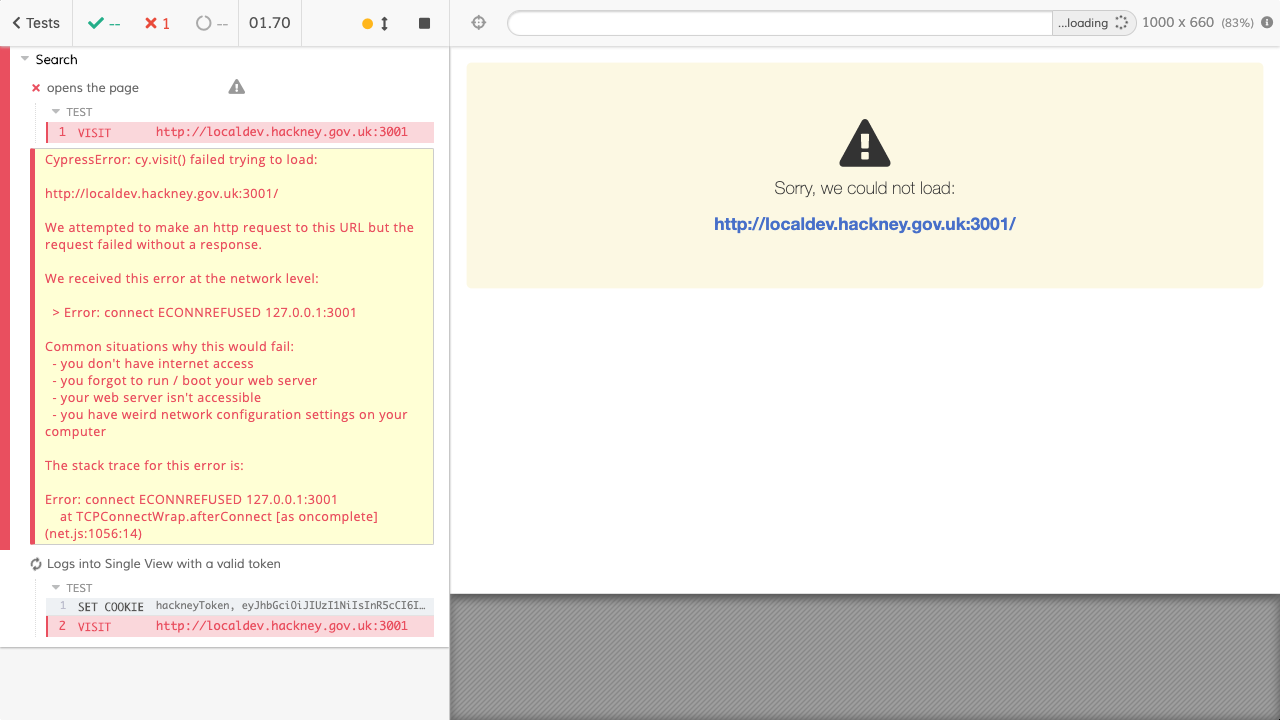 Tests
--
1
--
01.70
...loading
1000 x 660 (83%)
Search
opens the page
TEST
1 VISIT http://localdev.hackney.gov.uk:3001
CypressError: cy.visit() failed trying to load:
http://localdev.hackney.gov.uk:3001/
We attempted to make an http request to this URL but the
request failed without a response.
We received this error at the network level:
> Error: connect ECONNREFUSED 127.0.0.1:3001
Common situations why this would fail:
- you don't have internet access
- you forgot to run / boot your web server
- your web server isn't accessible
- you have weird network configuration settings on your
computer
The stack trace for this error is:
Error: connect ECONNREFUSED 127.0.0.1:3001
at TCPConnectWrap.afterConnect [as oncomplete]
(net.js:1056:14)
Logs into Single View with a valid token
TEST
1 SET COOKIE hackneyToken, eyJhbGciOiJIUzI1NiIsInR5cCI6I...
2 VISIT http://localdev.hackney.gov.uk:3001
Sorry, we could not load:
http://localdev.hackney.gov.uk:3001/